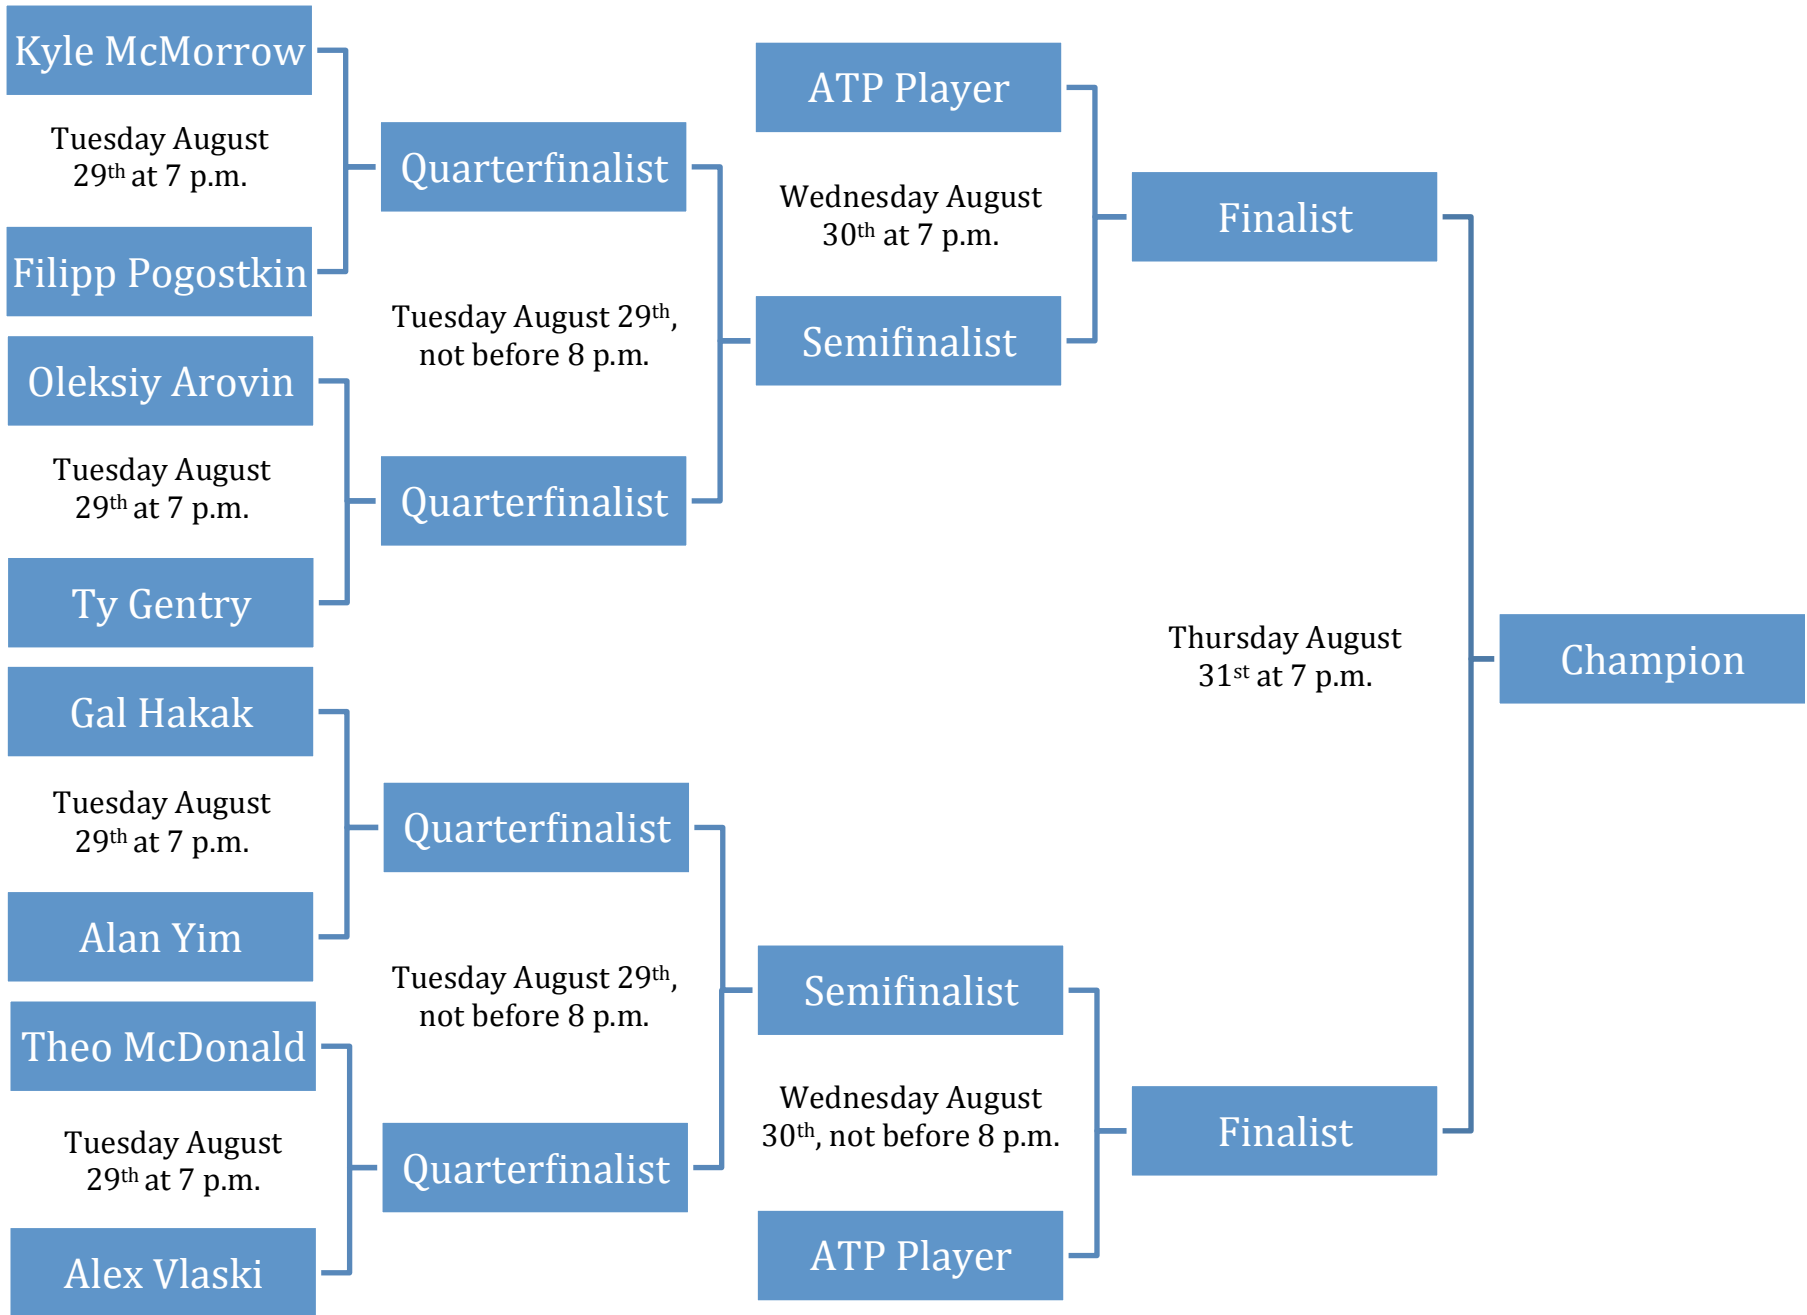 Kyle McMorrow
Tuesday August
29th at 7 p.m.
Filipp Pogostkin
Oleksiy Arovin
Tuesday August
29th at 7 p.m.
Ty Gentry
Gal Hakak
Tuesday August
29th at 7 p.m.
Alan Yim
Theo McDonald
Tuesday August
29th at 7 p.m.
Alex Vlaski
Quarterfinalist
Tuesday August 29th,
not before 8 p.m.
Quarterfinalist
Quarterfinalist
Tuesday August 29th,
not before 8 p.m.
Quarterfinalist
ATP Player
Wednesday August
30th at 7 p.m.
Semifinalist
Semifinalist
Wednesday August
30th, not before 8 p.m.
ATP Player
Finalist
Thursday August
31st at 7 p.m.
Finalist
Champion